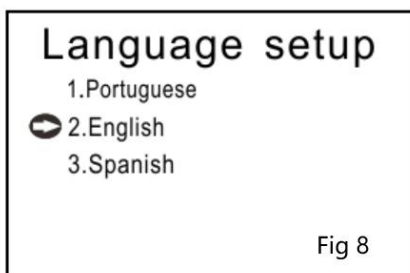 Language setup
1.Portuguese
2.English
3.Spanish
Fig 8